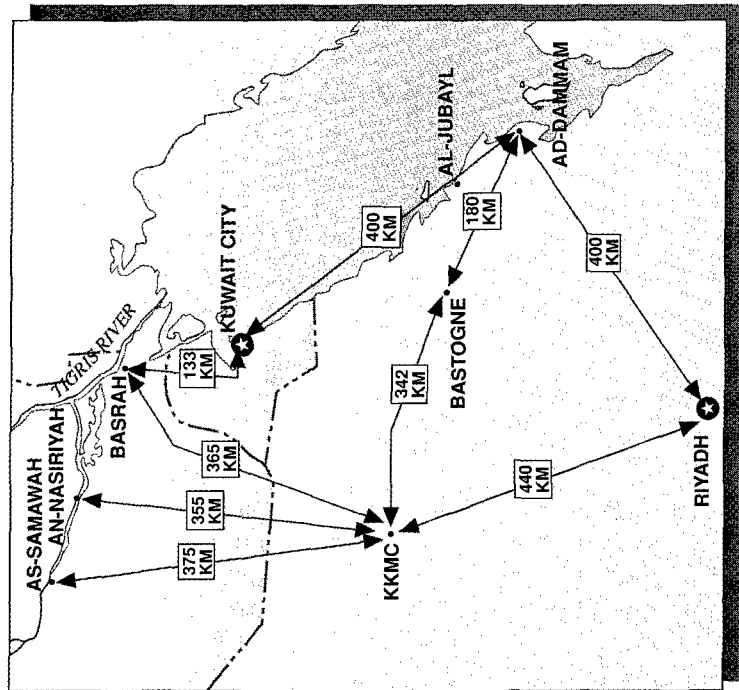 TIGRIS RIVER
AS-SAMAWAH
AN-NASIRIYAH
BASRAH
133
KM
KUWAIT CITY
375
KM
355
KM
365
KM
400
KM
AL-JUBAYL
342
KM
180
KM
KKMC
BASTOGNE
AD-DAMMAM
440
KM
400
KM
RIYADH